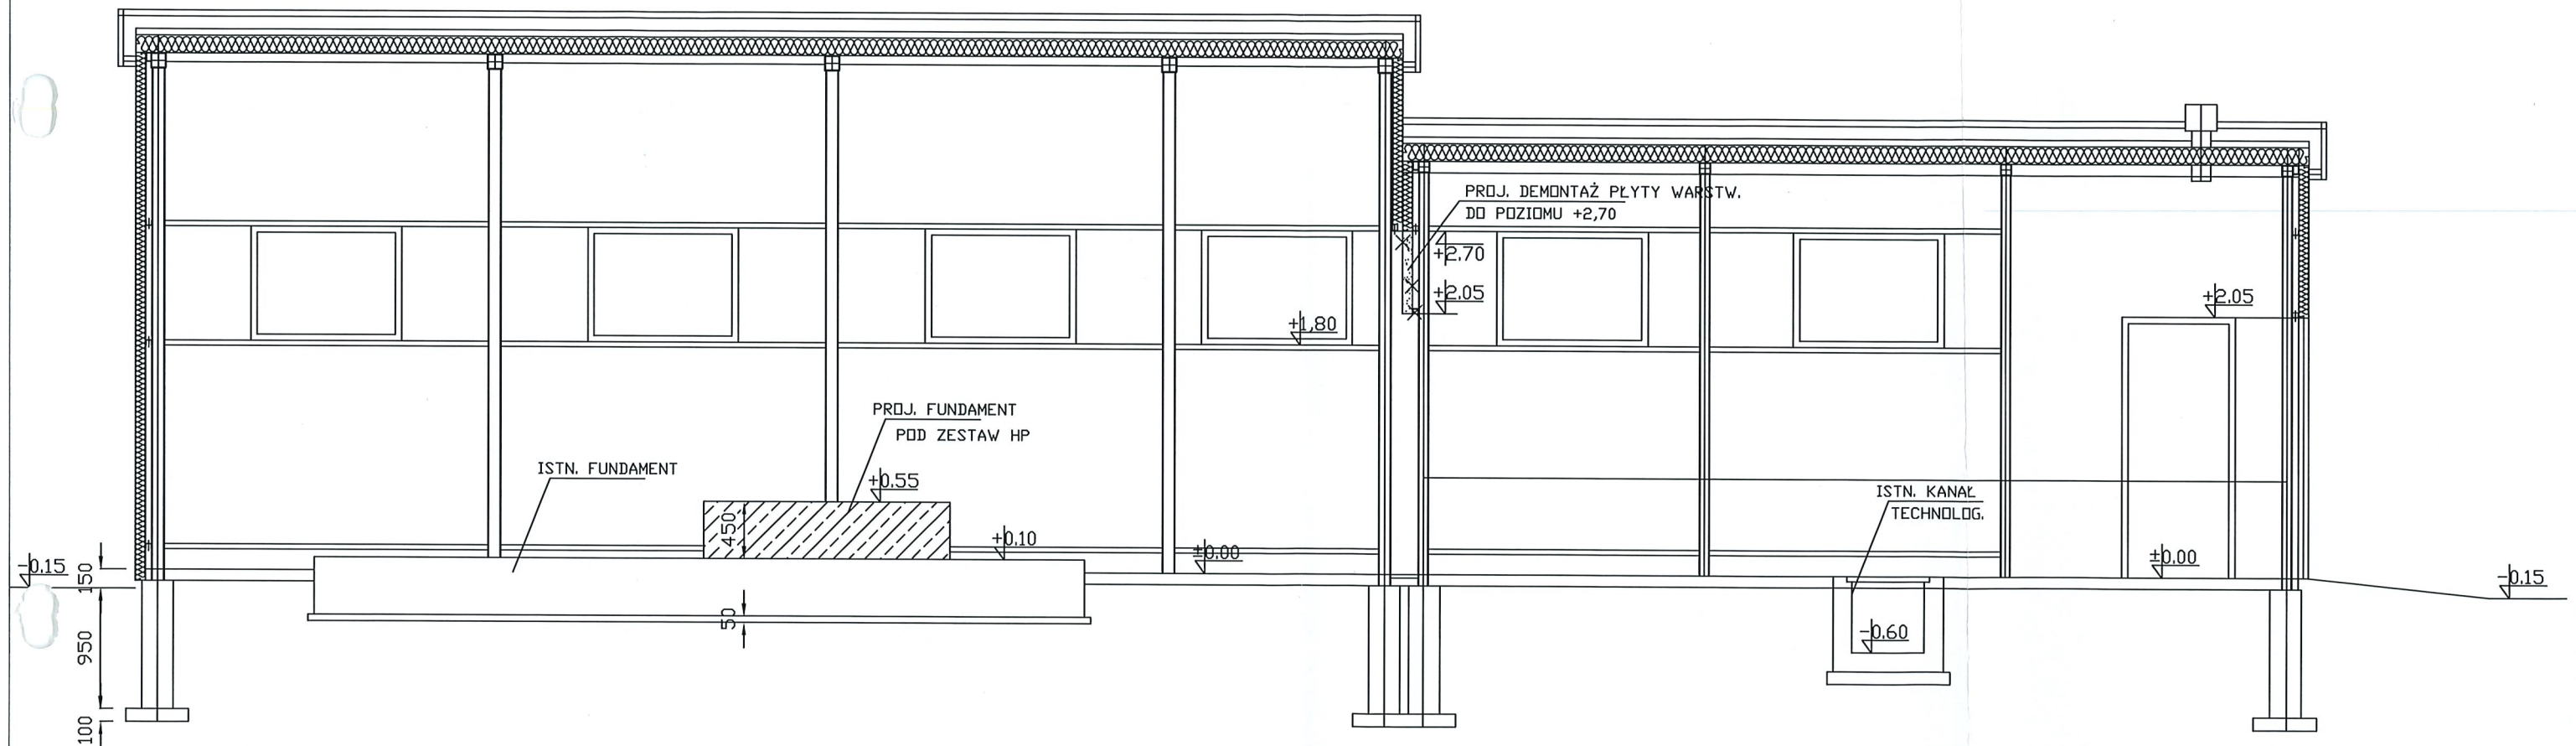 PROJ. DEMONTAŻ PŁYTY WARSTW.
DO POZIOMU +2,70
+2.70
+2.05
+2.05
+1,80
PROJ. FUNDAMENT
POD ZESTAW HP
ISTN. FUNDAMENT
+0.55
450
ISTN. KANAŁ
TECHNOLOG.
+0.10
±0.00
±0.00
-0.15
150
-0.15
50
-0.60
950
100